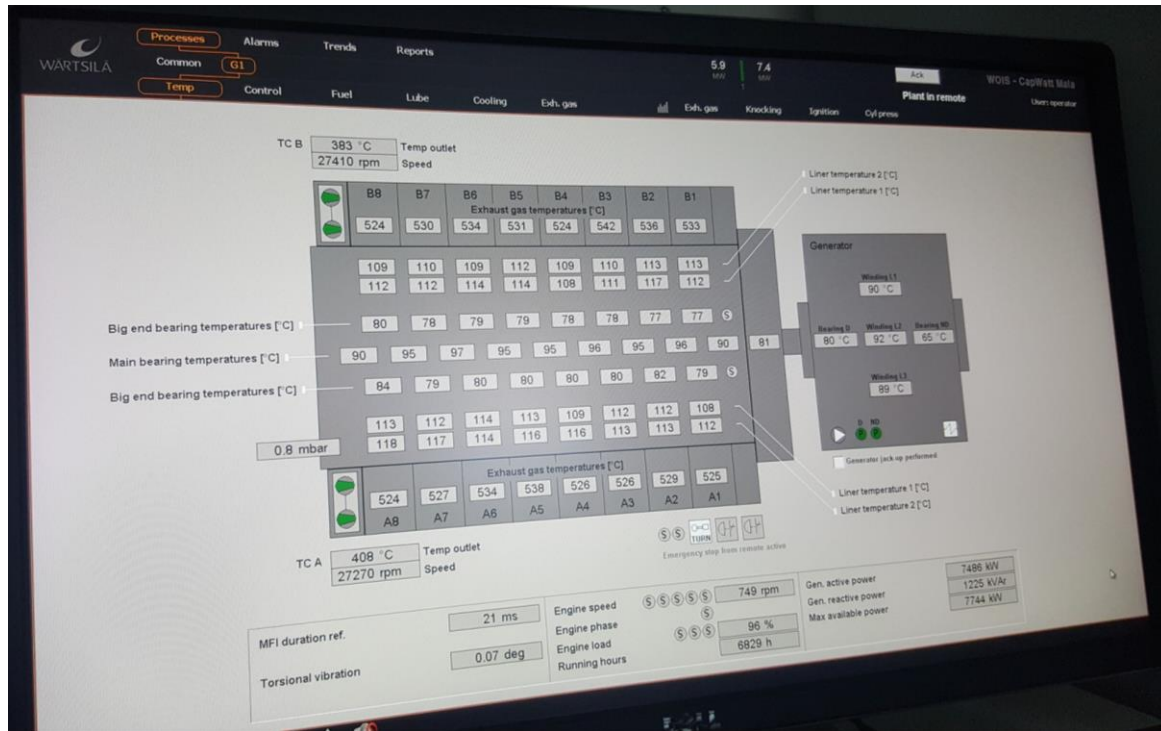 WÄRTSILÄ
Processes Alarms Trends Reports
Common G1
Temp Control Fuel Lube Cooling Exh. gas Exh. gas Knocking Ignition Cyl press
5.9 MW 7.4 MW
Ack
Plant in remote
WOIS - CapWatt Maia
User: operator
TC B 383 °C Temp outlet
27410 rpm Speed
B8 B7 B6 B5 B4 B3 B2 B1
Exhaust gas temperatures [°C]
524 530 534 531 524 542 536 533
Liner temperature 2 [°C]
Liner temperature 1 [°C]
109 110 109 112 109 110 113 113
112 112 114 114 108 111 117 112
Big end bearing temperatures [°C] 80 78 79 79 78 78 77 77 S
Main bearing temperatures [°C] 90 95 97 95 95 96 95 96 90 81
Big end bearing temperatures [°C] 84 79 80 80 80 80 82 79 S
113 112 114 113 109 112 112 108
118 117 114 116 116 113 113 112
0.8 mbar
Exhaust gas temperatures [°C]
524 527 534 538 526 526 529 525
A8 A7 A6 A5 A4 A3 A2 A1
Liner temperature 1 [°C]
Liner temperature 2 [°C]
Generator
Winding L1
90 °C
Bearing D Winding L2 Bearing ND
80 °C 92 °C 65 °C
Winding L3
89 °C
D ND
Generator jack up performed
TC A 408 °C Temp outlet
27270 rpm Speed
S S TURN
Emergency stop from remote active
MFI duration ref. 21 ms
Torsional vibration 0.07 deg
Engine speed S S S S S 749 rpm
Engine phase S
Engine load S S S 96 %
Running hours 6829 h
Gen. active power 7486 kW
Gen. reactive power 1225 kVAr
Max available power 7744 kW